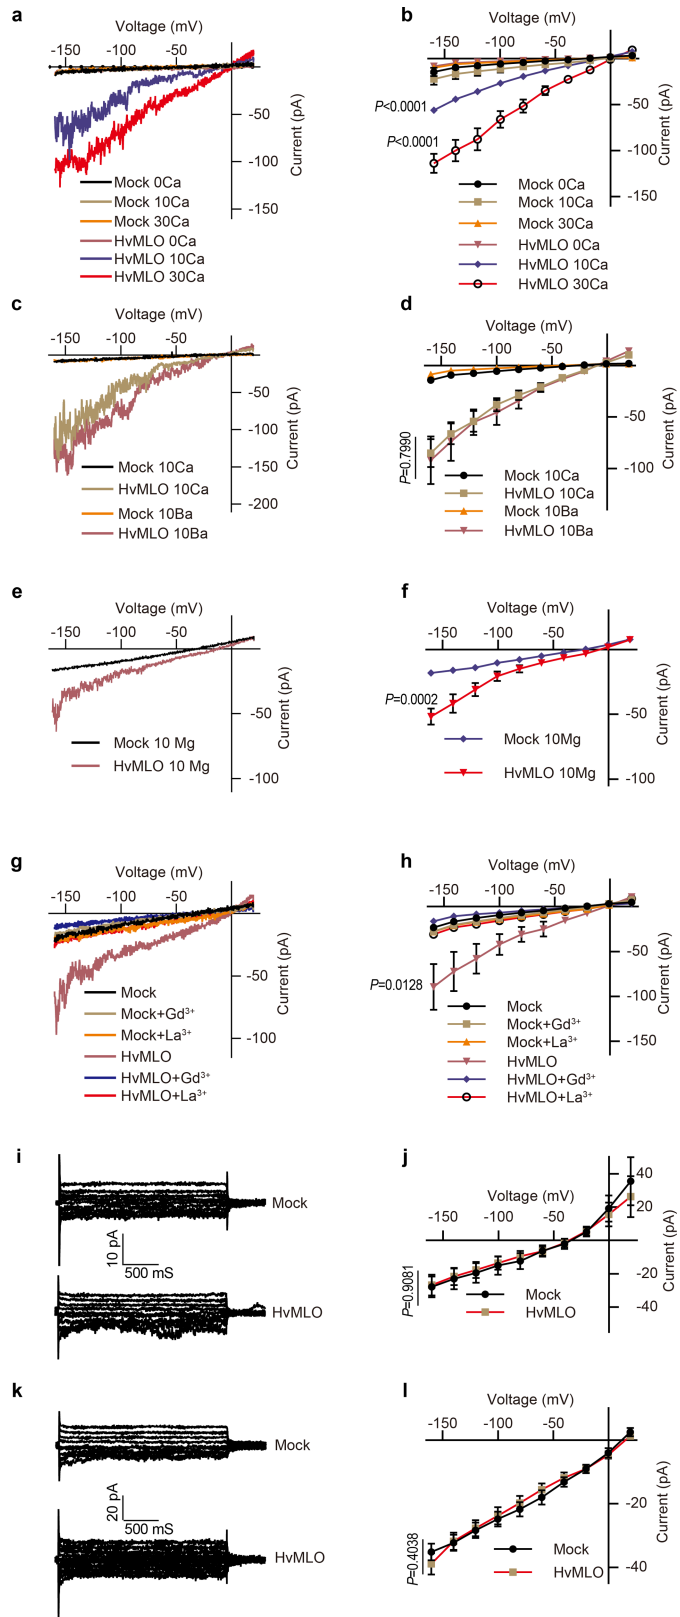 a
Voltage (mV)
-150 -100 -50
-50
-100
-150
Current (pA)
Mock 0Ca
Mock 10Ca
Mock 30Ca
HvMLO 0Ca
HvMLO 10Ca
HvMLO 30Ca
b
Voltage (mV)
-150 -100 -50
-50
-100
-150
Current (pA)
P<0.0001
P<0.0001
Mock 0Ca
Mock 10Ca
Mock 30Ca
HvMLO 0Ca
HvMLO 10Ca
HvMLO 30Ca
c
Voltage (mV)
-150 -100 -50
-50
-100
-150
-200
Current (pA)
Mock 10Ca
HvMLO 10Ca
Mock 10Ba
HvMLO 10Ba
d
Voltage (mV)
-150 -100 -50
-50
-100
Current (pA)
P=0.7990
Mock 10Ca
HvMLO 10Ca
Mock 10Ba
HvMLO 10Ba
e
Voltage (mV)
-150 -100 -50
-50
-100
Current (pA)
Mock 10 Mg
HvMLO 10 Mg
f
Voltage (mV)
-150 -100 -50
-50
-100
Current (pA)
P=0.0002
Mock 10Mg
HvMLO 10Mg
g
Voltage (mV)
-150 -100 -50
-50
-100
Current (pA)
Mock
Mock+Gd³⁺
Mock+La³⁺
HvMLO
HvMLO+Gd³⁺
HvMLO+La³⁺
h
Voltage (mV)
-150 -100 -50
-50
-100
-150
Current (pA)
P=0.0128
Mock
Mock+Gd³⁺
Mock+La³⁺
HvMLO
HvMLO+Gd³⁺
HvMLO+La³⁺
i
Mock
10 pA
500 mS
HvMLO
j
Voltage (mV)
-150 -100 -50
40
20
-20
-40
Current (pA)
P=0.9081
Mock
HvMLO
k
Mock
20 pA
500 mS
HvMLO
l
Voltage (mV)
-150 -100 -50
-20
-40
Current (pA)
P=0.4038
Mock
HvMLO